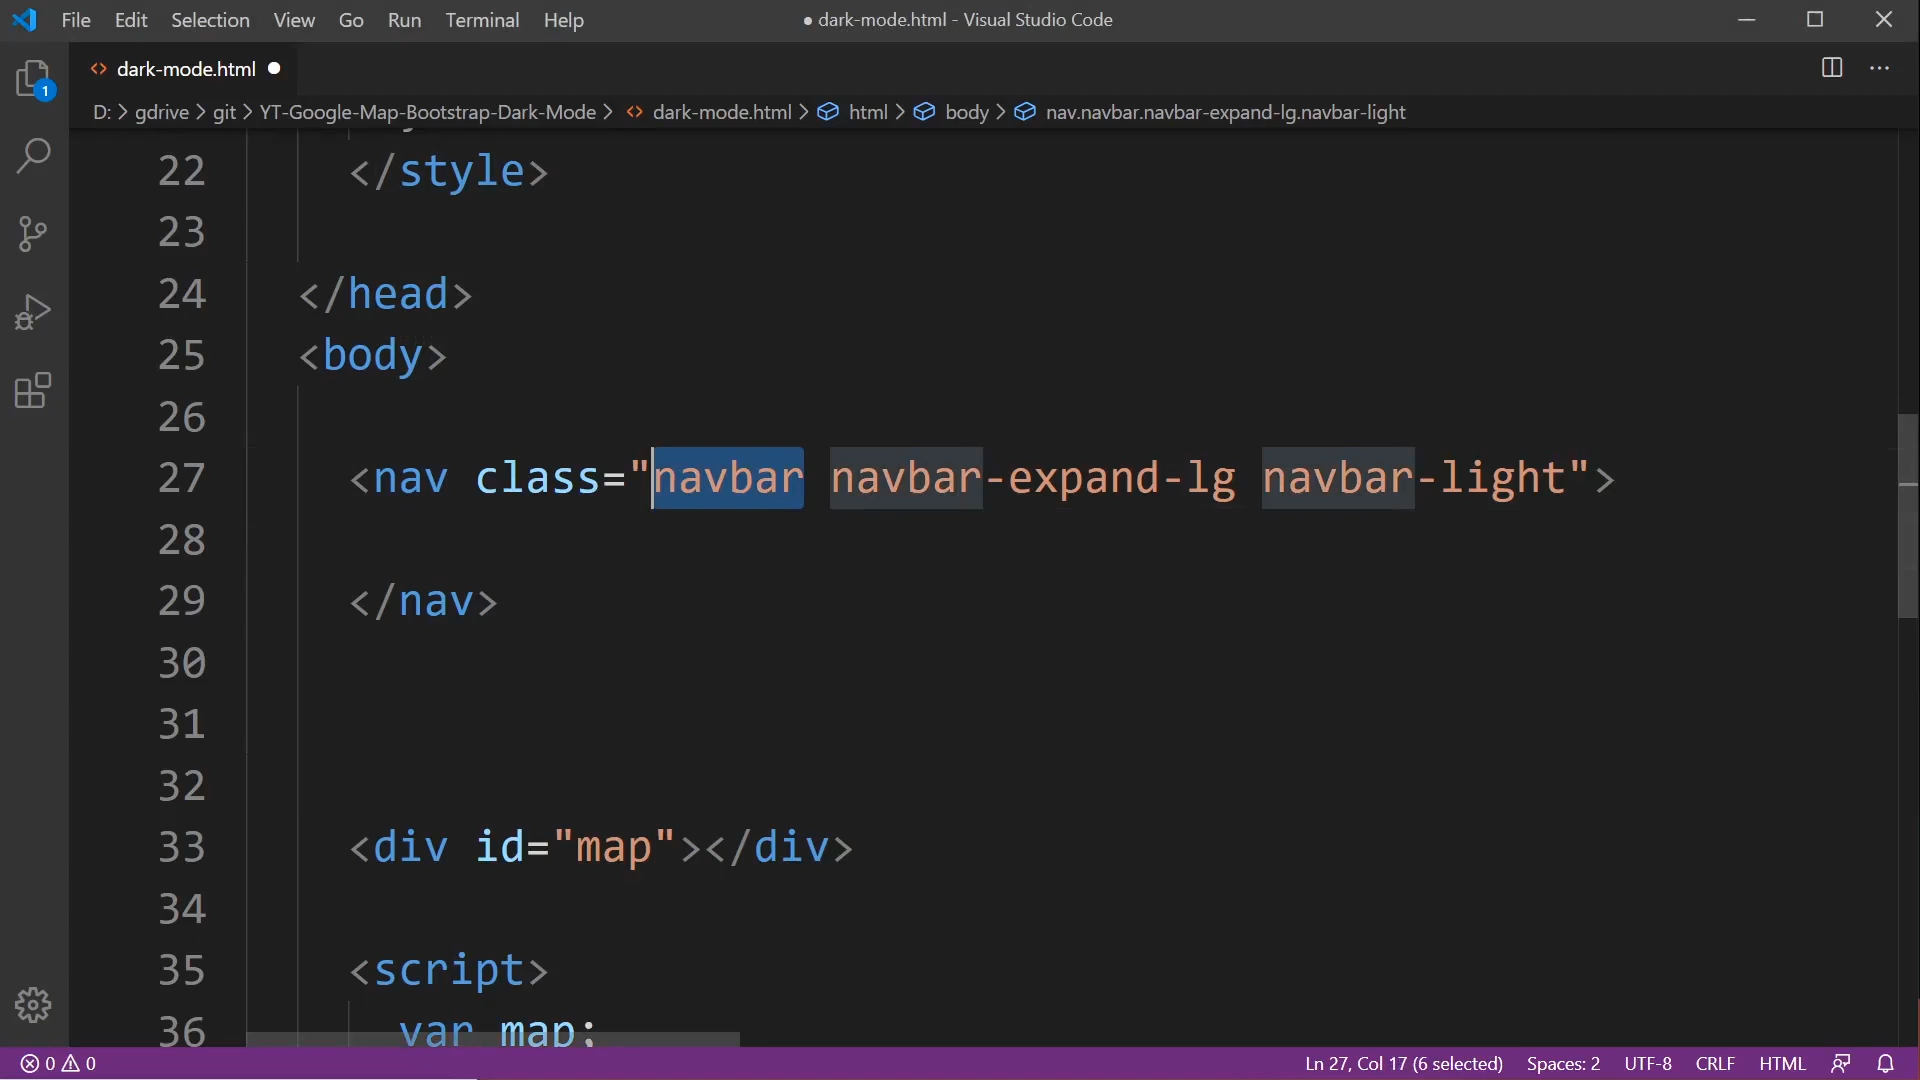 File Edit Selection View Go Run Terminal Help ● dark-mode.html - Visual Studio Code
<> dark-mode.html ●
1
D: > gdrive > git > YT-Google-Map-Bootstrap-Dark-Mode > <> dark-mode.html > html > body > nav.navbar.navbar-expand-lg.navbar-light
22 </style>
23
24 </head>
25 <body>
26
27 <nav class="navbar navbar-expand-lg navbar-light">
28
29 </nav>
30
31
32
33 <div id="map"></div>
34
35 <script>
36 var map;
0 0 Ln 27, Col 17 (6 selected) Spaces: 2 UTF-8 CRLF HTML